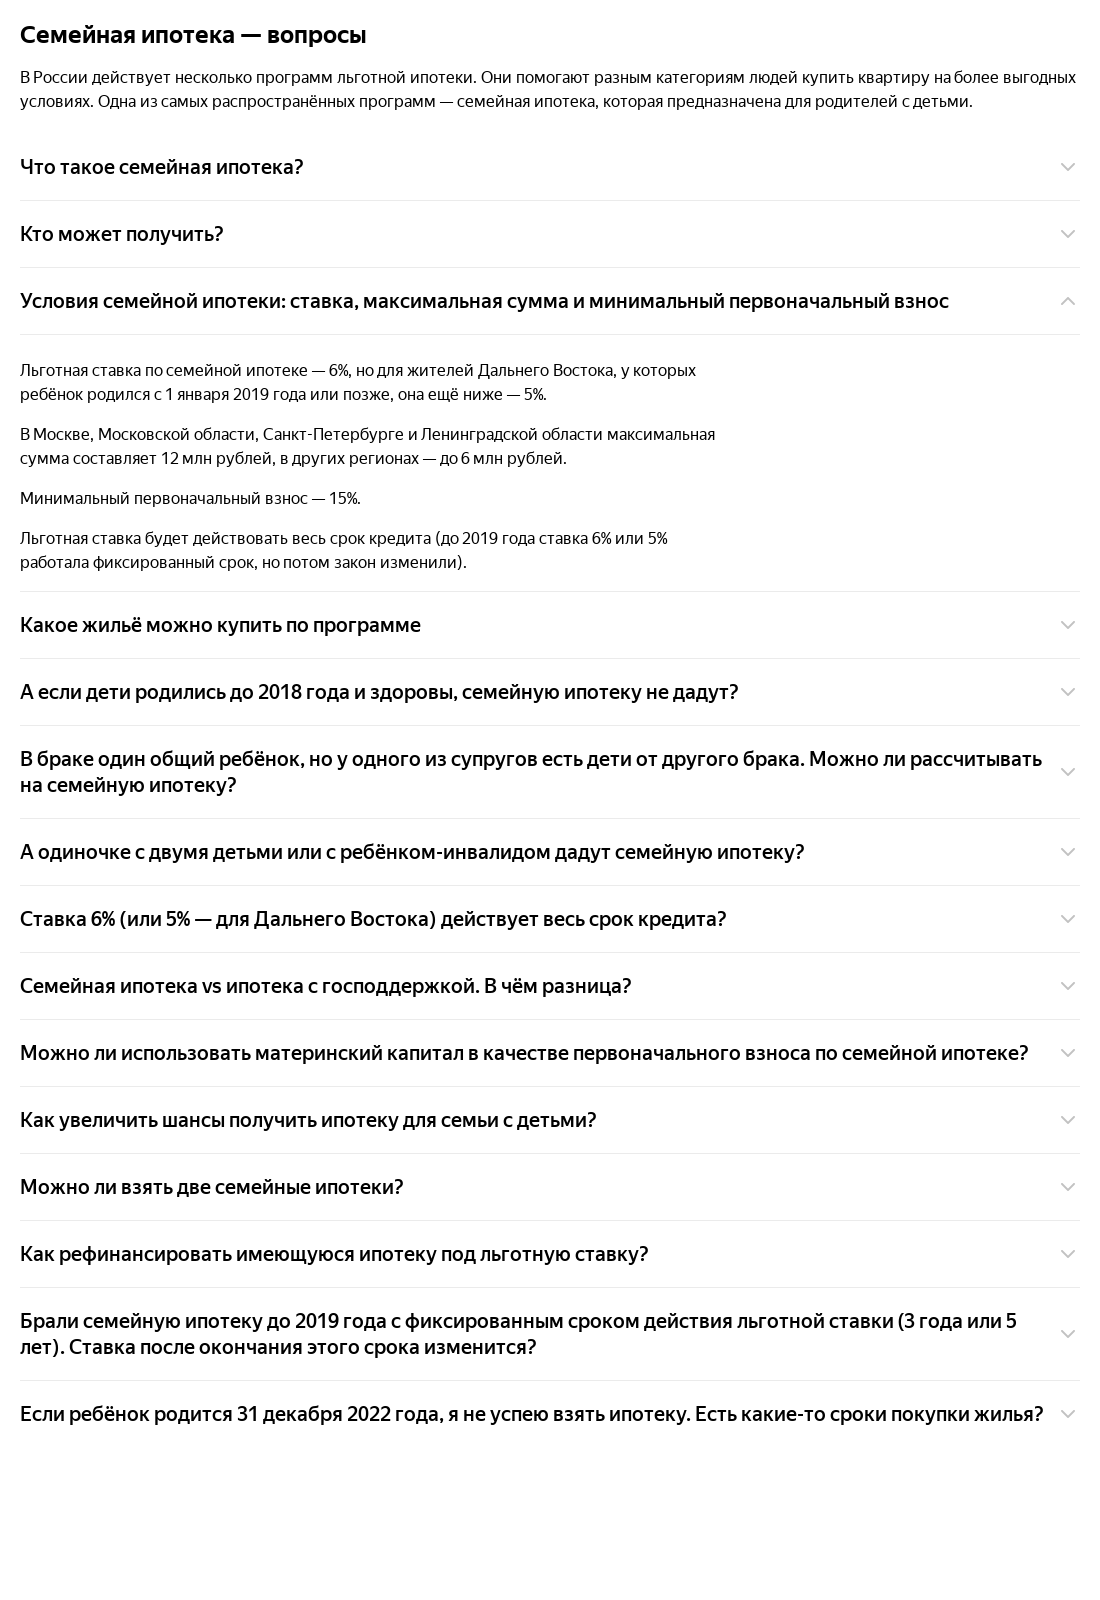 Семейная ипотека — вопросы
В России действует несколько программ льготной ипотеки. Они помогают разным категориям людей купить квартиру на более выгодных
условиях. Одна из самых распространённых программ — семейная ипотека, которая предназначена для родителей с детьми.
Что такое семейная ипотека?
Кто может получить?
Условия семейной ипотеки: ставка, максимальная сумма и минимальный первоначальный взнос
Льготная ставка по семейной ипотеке — 6%, но для жителей Дальнего Востока, у которых
ребёнок родился с 1 января 2019 года или позже, она ещё ниже — 5%.
В Москве, Московской области, Санкт-Петербурге и Ленинградской области максимальная
сумма составляет 12 млн рублей, в других регионах — до 6 млн рублей.
Минимальный первоначальный взнос — 15%.
Льготная ставка будет действовать весь срок кредита (до 2019 года ставка 6% или 5%
работала фиксированный срок, но потом закон изменили).
Какое жильё можно купить по программе
А если дети родились до 2018 года и здоровы, семейную ипотеку не дадут?
В браке один общий ребёнок, но у одного из супругов есть дети от другого брака. Можно ли рассчитывать
на семейную ипотеку?
А одиночке с двумя детьми или с ребёнком-инвалидом дадут семейную ипотеку?
Ставка 6% (или 5% — для Дальнего Востока) действует весь срок кредита?
Семейная ипотека vs ипотека с господдержкой. В чём разница?
Можно ли использовать материнский капитал в качестве первоначального взноса по семейной ипотеке?
Как увеличить шансы получить ипотеку для семьи с детьми?
Можно ли взять две семейные ипотеки?
Как рефинансировать имеющуюся ипотеку под льготную ставку?
Брали семейную ипотеку до 2019 года с фиксированным сроком действия льготной ставки (3 года или 5
лет). Ставка после окончания этого срока изменится?
Если ребёнок родится 31 декабря 2022 года, я не успею взять ипотеку. Есть какие-то сроки покупки жилья?